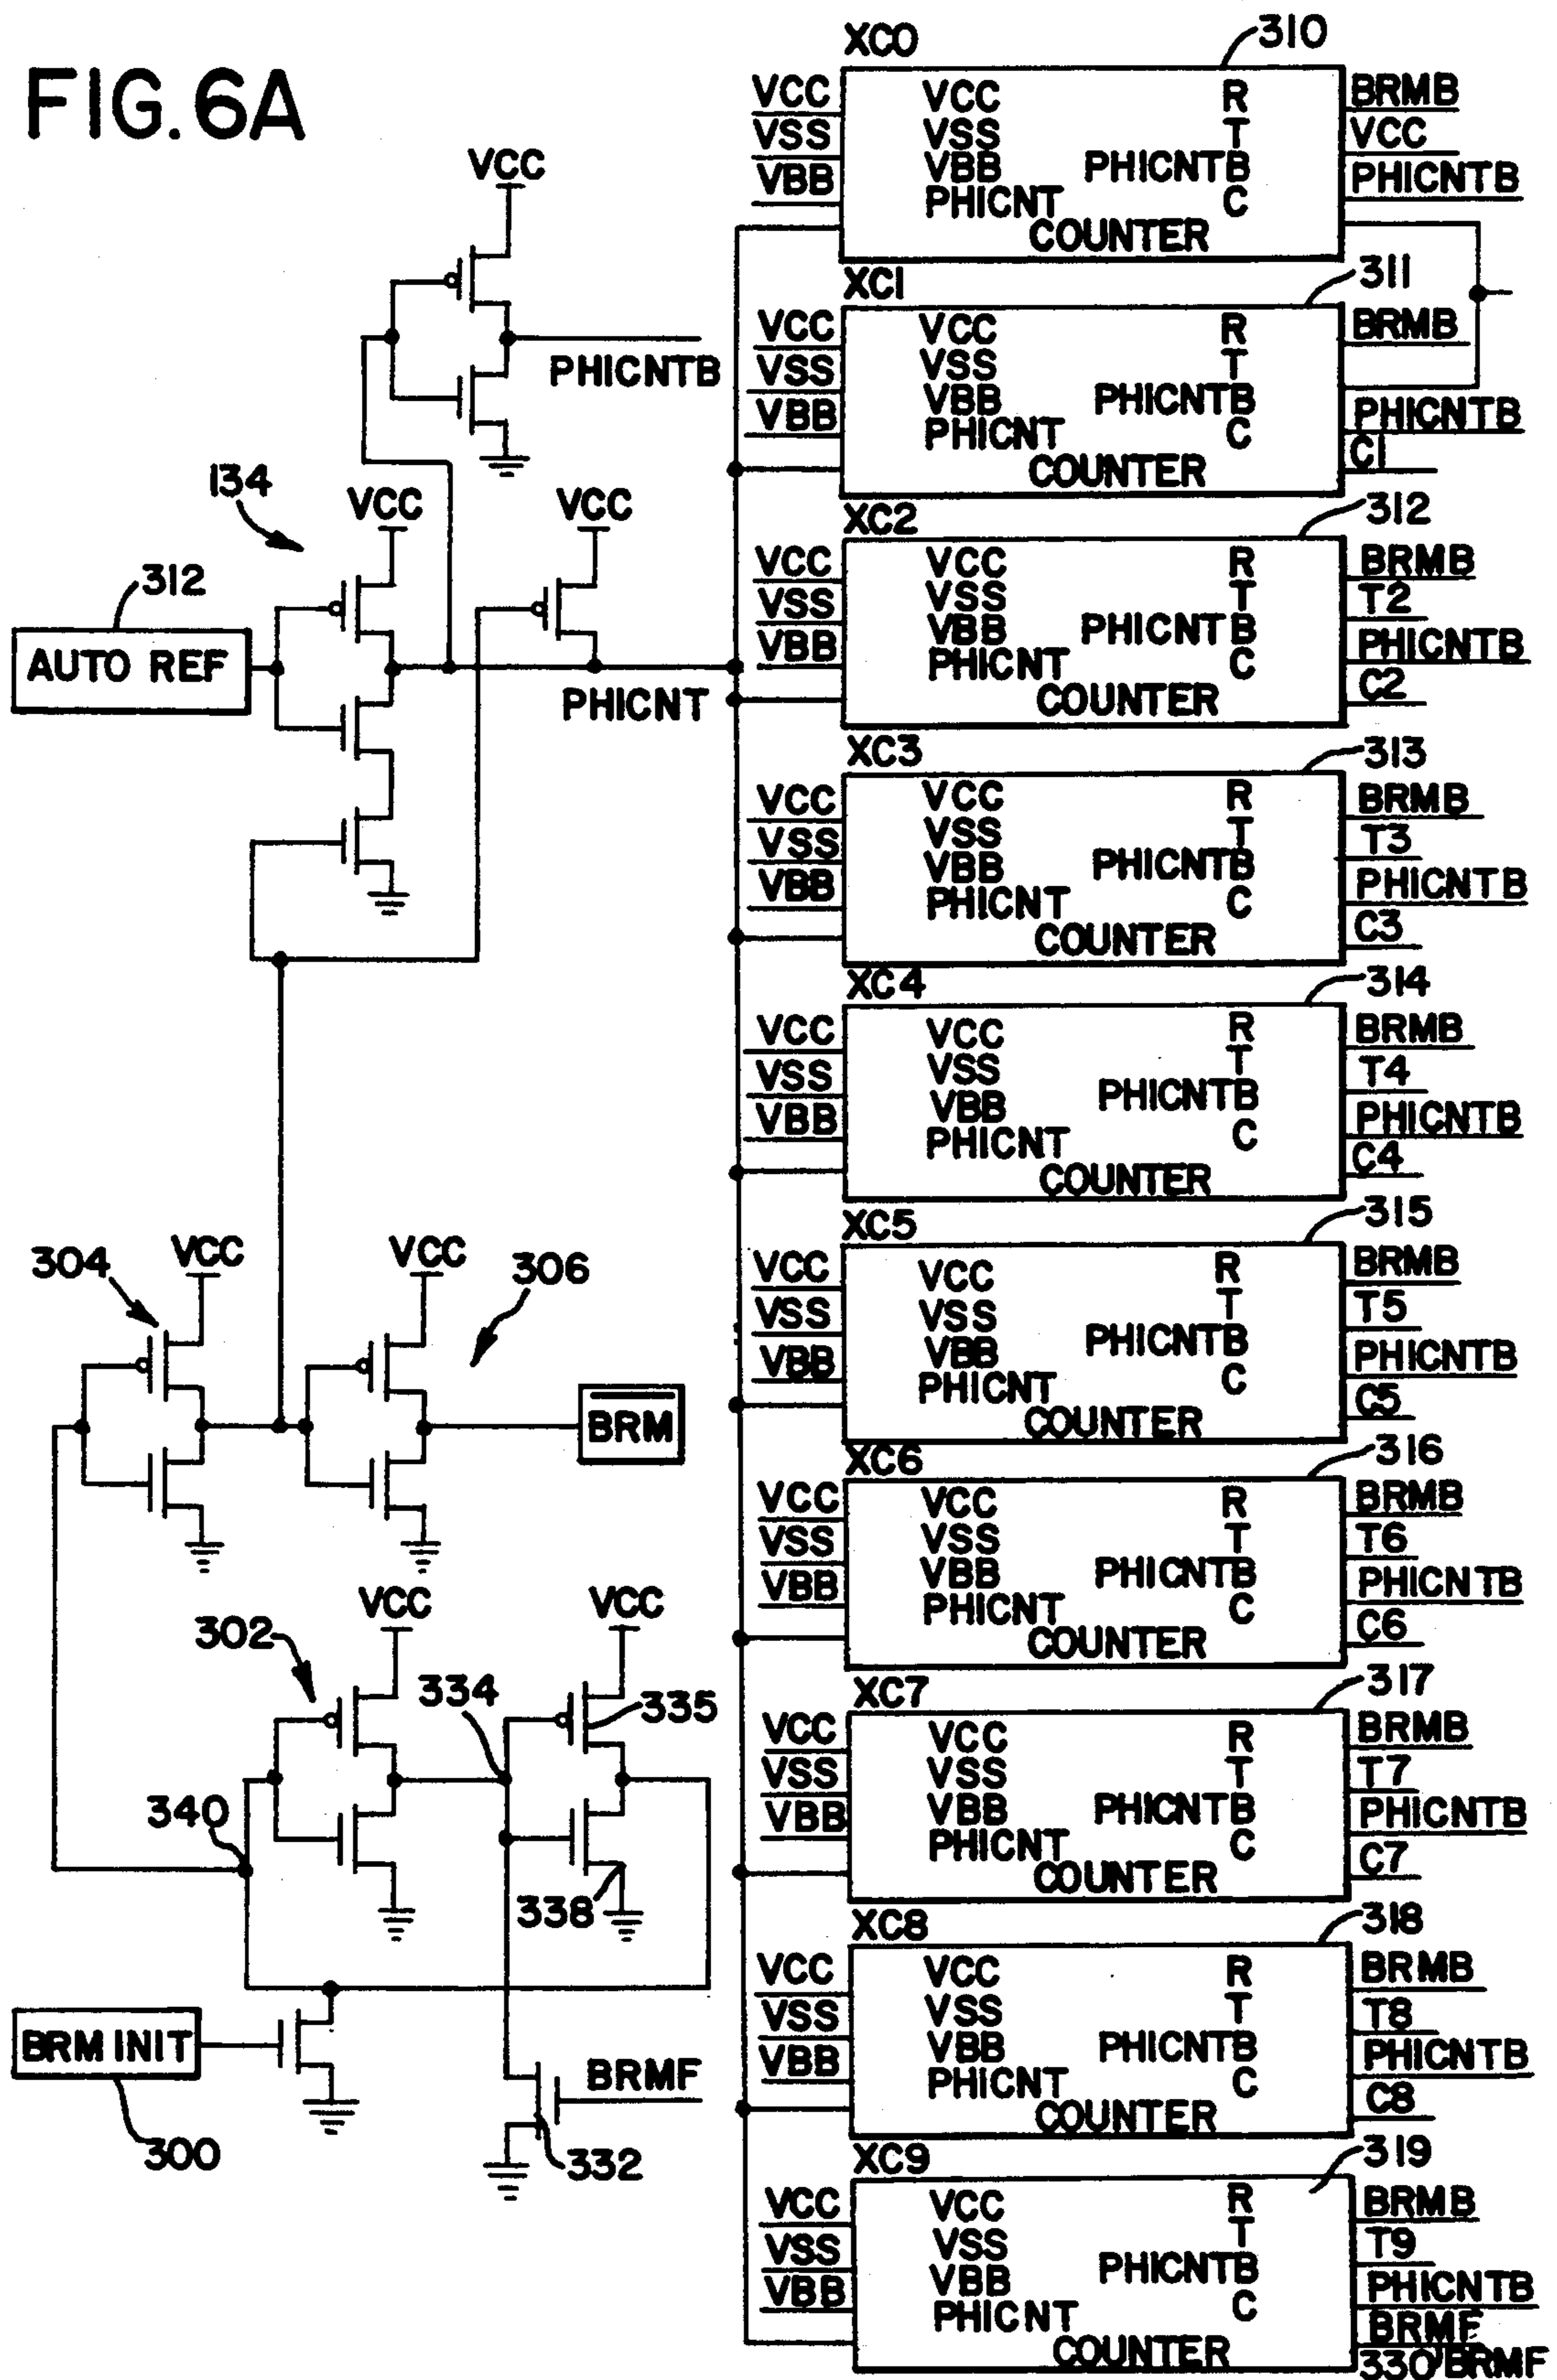 FIG. 6A
VCC
PHICNTB
134
VCC
VCC
312
AUTO REF
PHICNT
304
VCC
VCC
306
BRM
302
VCC
VCC
334
335
340
338
BRM INIT
300
BRMF
332
XC0
310
VCC VCC R BRMB
VSS VSS T VCC
VBB VBB PHICNTB PHICNTB
PHICNT C
COUNTER
XC1
311
VCC VCC R BRMB
VSS VSS T
VBB VBB PHICNTB PHICNTB
PHICNT C C1
COUNTER
XC2
312
VCC VCC R BRMB
VSS VSS T T2
VBB VBB PHICNTB PHICNTB
PHICNT C C2
COUNTER
XC3
313
VCC VCC R BRMB
VSS VSS T T3
VBB VBB PHICNTB PHICNTB
PHICNT C C3
COUNTER
XC4
314
VCC VCC R BRMB
VSS VSS T T4
VBB VBB PHICNTB PHICNTB
PHICNT C C4
COUNTER
XC5
315
VCC VCC R BRMB
VSS VSS T T5
VBB VBB PHICNTB PHICNTB
PHICNT C C5
COUNTER
XC6
316
VCC VCC R BRMB
VSS VSS T T6
VBB VBB PHICNTB PHICNTB
PHICNT C C6
COUNTER
XC7
317
VCC VCC R BRMB
VSS VSS T T7
VBB VBB PHICNTB PHICNTB
PHICNT C C7
COUNTER
XC8
318
VCC VCC R BRMB
VSS VSS T T8
VBB VBB PHICNTB PHICNTB
PHICNT C C8
COUNTER
XC9
319
VCC VCC R BRMB
VSS VSS T T9
VBB VBB PHICNTB PHICNTB
PHICNT C BRMF
COUNTER 330 BRMF